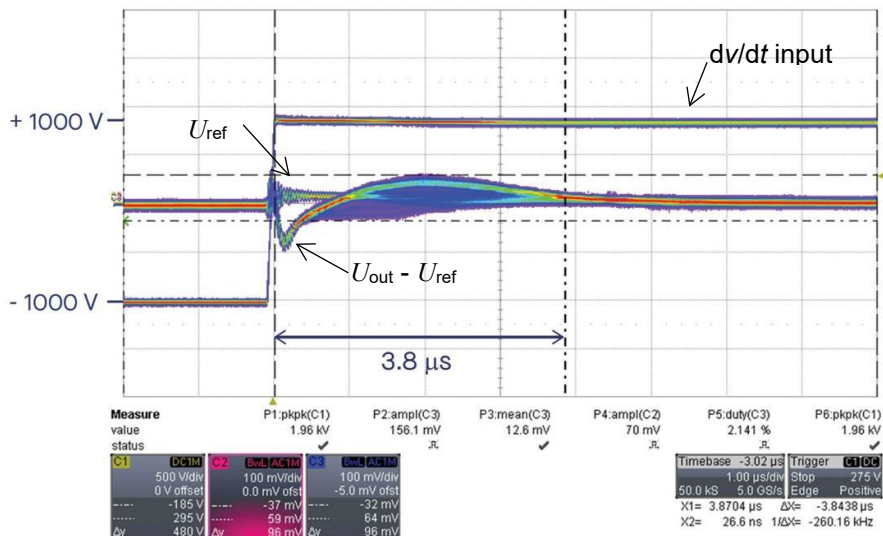 dv/dt input
+ 1000 V
Uref
C3
Uout - Uref
- 1000 V
3.8 µs
Measure P1:pkpk(C1) P2:ampl(C3) P3:mean(C3) P4:ampl(C2) P5:duty(C3) P6:pkpk(C1)
value 1.96 kV 156.1 mV 12.6 mV 70 mV 2.141 % 1.96 kV
status
C1 DC1M C2 BwL AC1M C3 BwL AC1M Timebase -3.02 µs Trigger C1 DC
500 V/div 100 mV/div 100 mV/div 1.00 µs/div Stop 275 V
0 V offset 0.0 mV ofst -5.0 mV ofst 50.0 kS 5.0 GS/s Edge Positive
-185 V -37 mV -32 mV X1= 3.8704 µs ΔX= -3.8438 µs
295 V 59 mV 64 mV X2= 26.6 ns 1/ΔX= -260.16 kHz
Δy 480 V Δy 96 mV Δy 96 mV